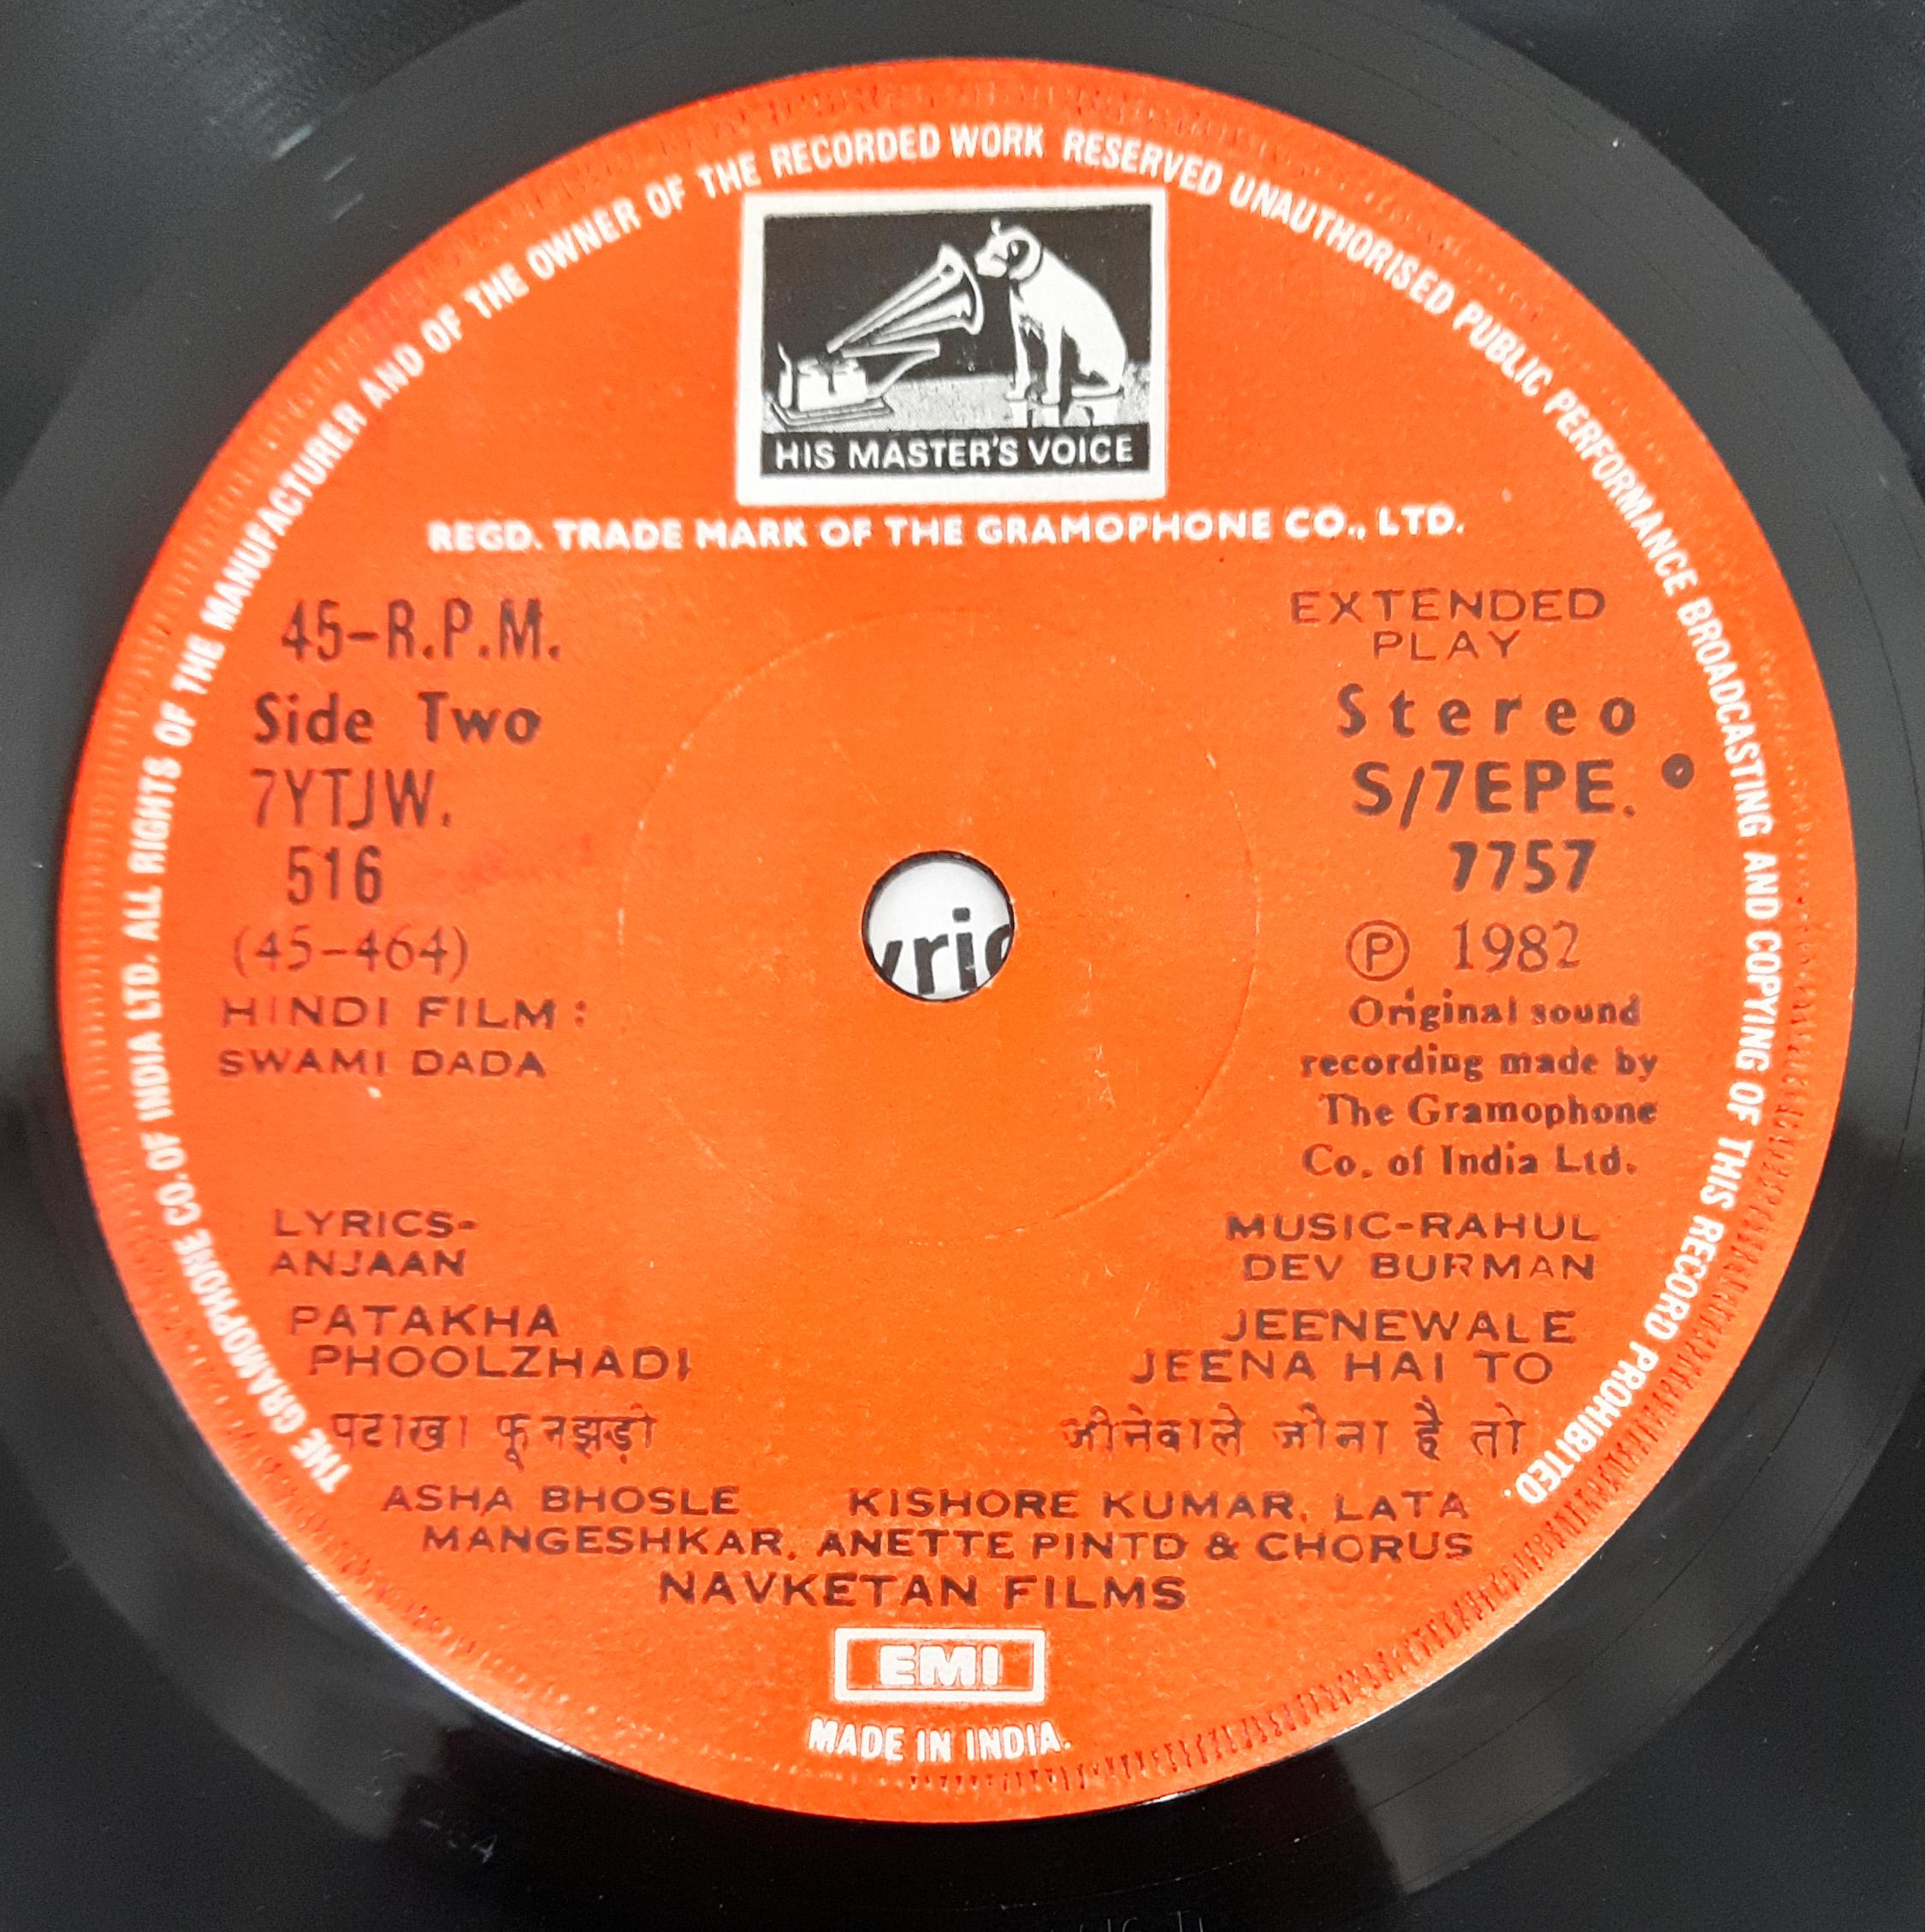 THE GRAMOPHONE CO. OF INDIA LTD. ALL RIGHTS OF THE MANUFACTURER AND OF THE OWNER OF THE RECORDED WORK RESERVED UNAUTHORISED PUBLIC PERFORMANCE BROADCASTING AND COPYING OF THIS RECORD PROHIBITED.
HIS MASTER'S VOICE
REGD. TRADE MARK OF THE GRAMOPHONE CO., LTD.
45-R.P.M.
Side Two
7YTJW.
516
(45-464)
HINDI FILM:
SWAMI DADA
EXTENDED
PLAY
Stereo
S/7EPE.
7757
Ⓟ 1982
Original sound
recording made by
The Gramophone
Co. of India Ltd.
LYRICS-
ANJAAN
MUSIC-RAHUL
DEV BURMAN
PATAKHA
PHOOLZHADI
पटाखा फूलझड़ी
JEENEWALE
JEENA HAI TO
जीनेवाले जीना है तो
ASHA BHOSLE KISHORE KUMAR, LATA
MANGESHKAR, ANETTE PINTO & CHORUS
NAVKETAN FILMS
EMI
MADE IN INDIA.
yric